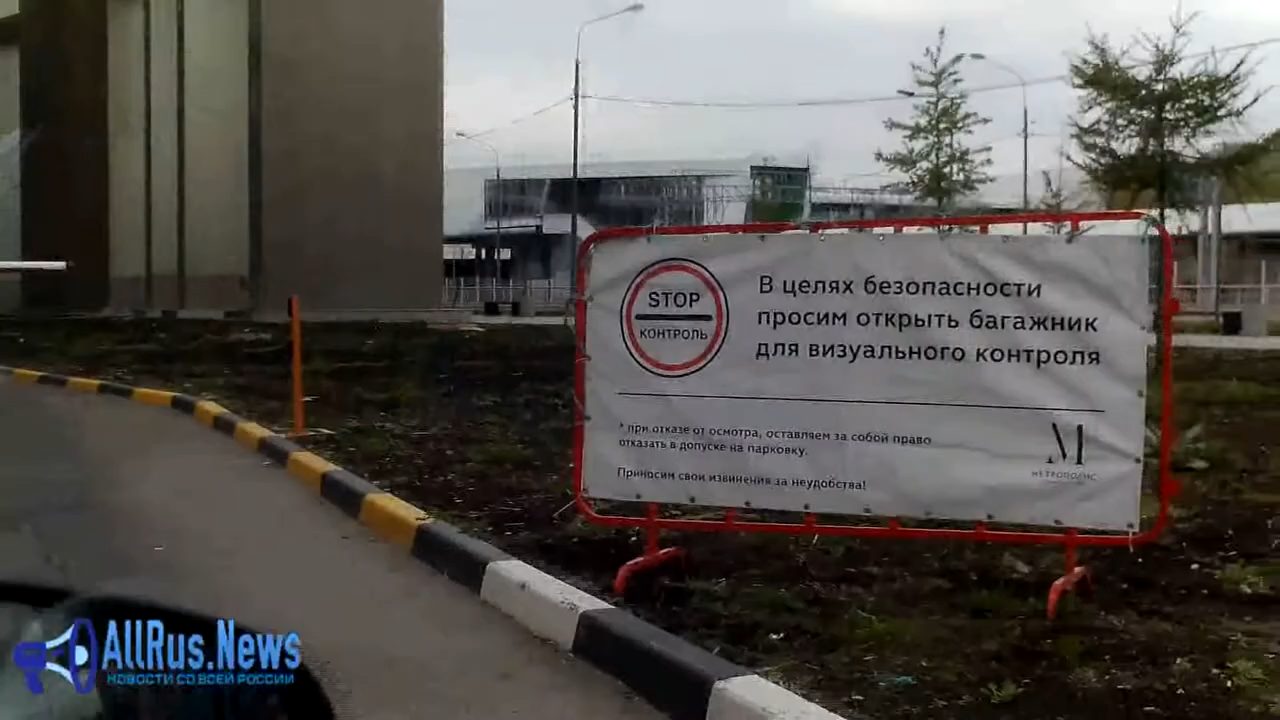 STOP
КОНТРОЛЬ
В целях безопасности
просим открыть багажник
для визуального контроля
* при отказе от осмотра, оставляем за собой право
отказать в допуске на парковку.
Приносим свои извинения за неудобства!
М
МЕТРОПОЛИС
AllRus.News
НОВОСТИ СО ВСЕЙ РОССИИ